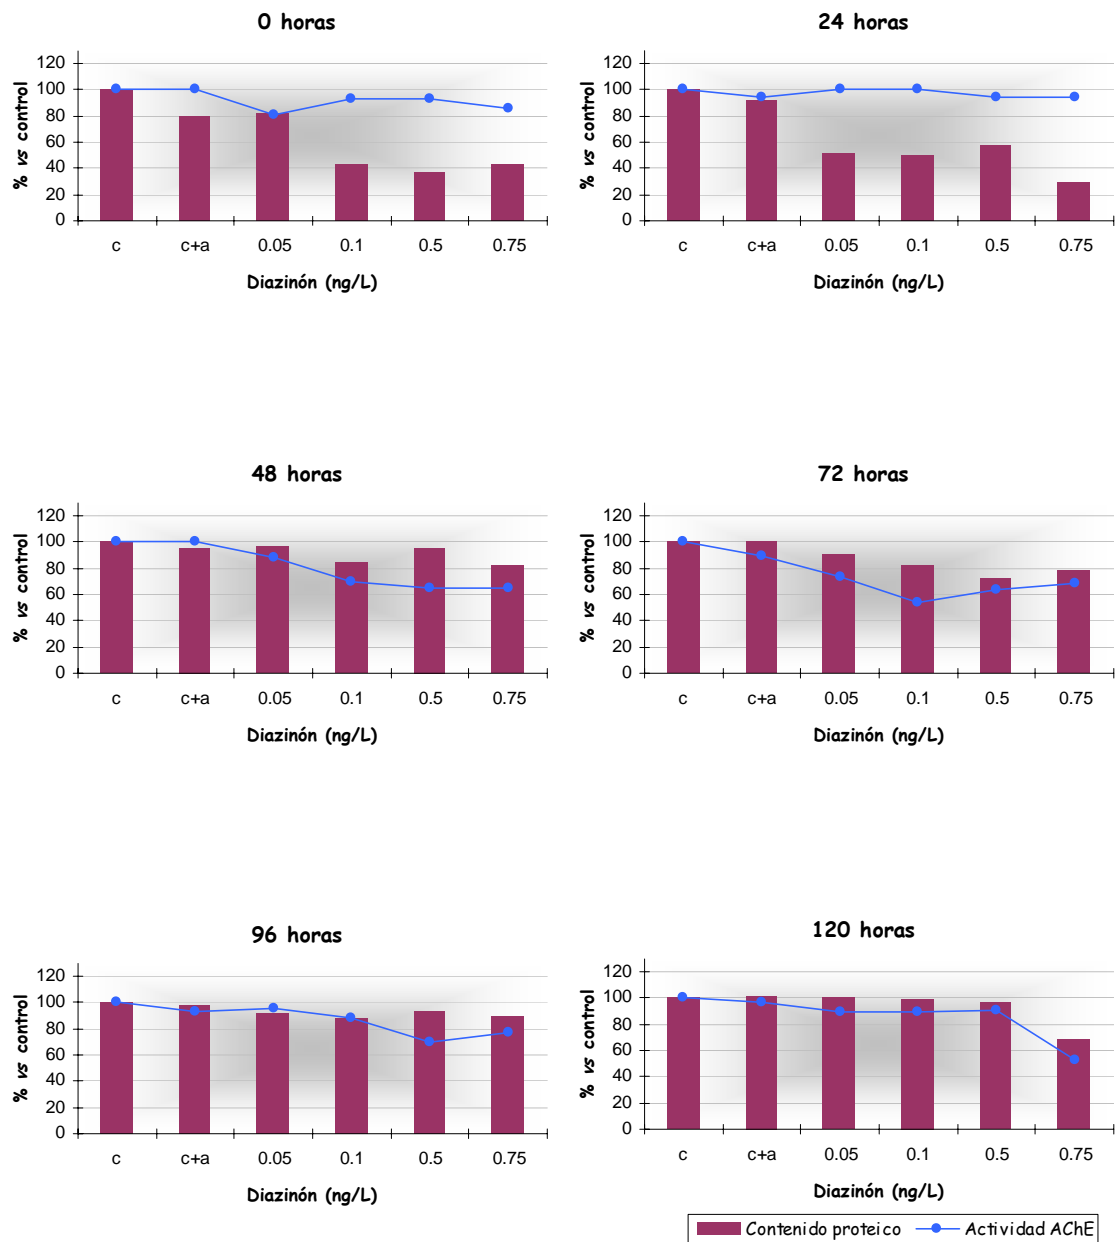 0 horas
% vs control
120
100
80
60
40
20
0
c c+a 0.05 0.1 0.5 0.75
Diazinón (ng/L)
24 horas
% vs control
120
100
80
60
40
20
0
c c+a 0.05 0.1 0.5 0.75
Diazinón (ng/L)
48 horas
% vs control
120
100
80
60
40
20
0
c c+a 0.05 0.1 0.5 0.75
Diazinón (ng/L)
72 horas
% vs control
120
100
80
60
40
20
0
c c+a 0.05 0.1 0.5 0.75
Diazinón (ng/L)
96 horas
% vs control
120
100
80
60
40
20
0
c c+a 0.05 0.1 0.5 0.75
Diazinón (ng/L)
120 horas
% vs control
120
100
80
60
40
20
0
c c+a 0.05 0.1 0.5 0.75
Diazinón (ng/L)
Contenido proteico Actividad AChE